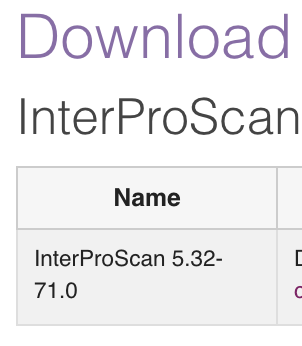 Download
InterProScan
Name
InterProScan 5.32-
71.0